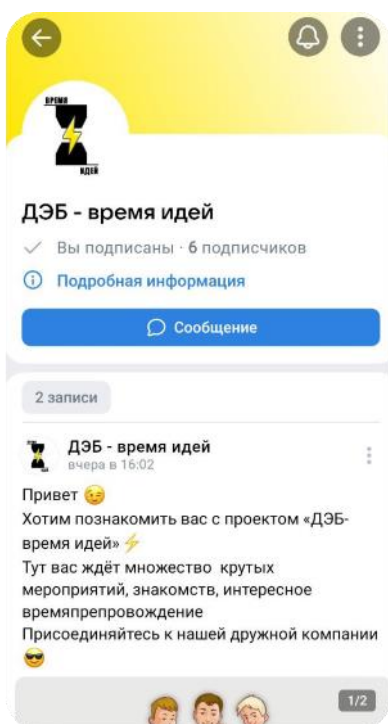 ВРЕМЯ
ИДЕЙ
ДЭБ - время идей
Вы подписаны · 6 подписчиков
Подробная информация
Сообщение
2 записи
ДЭБ - время идей
вчера в 16:02
Привет 😉
Хотим познакомить вас с проектом «ДЭБ-
время идей» ⚡
Тут вас ждёт множество крутых
мероприятий, знакомств, интересное
времяпрепровождение
Присоединяйтесь к нашей дружной компании
😎
1/2